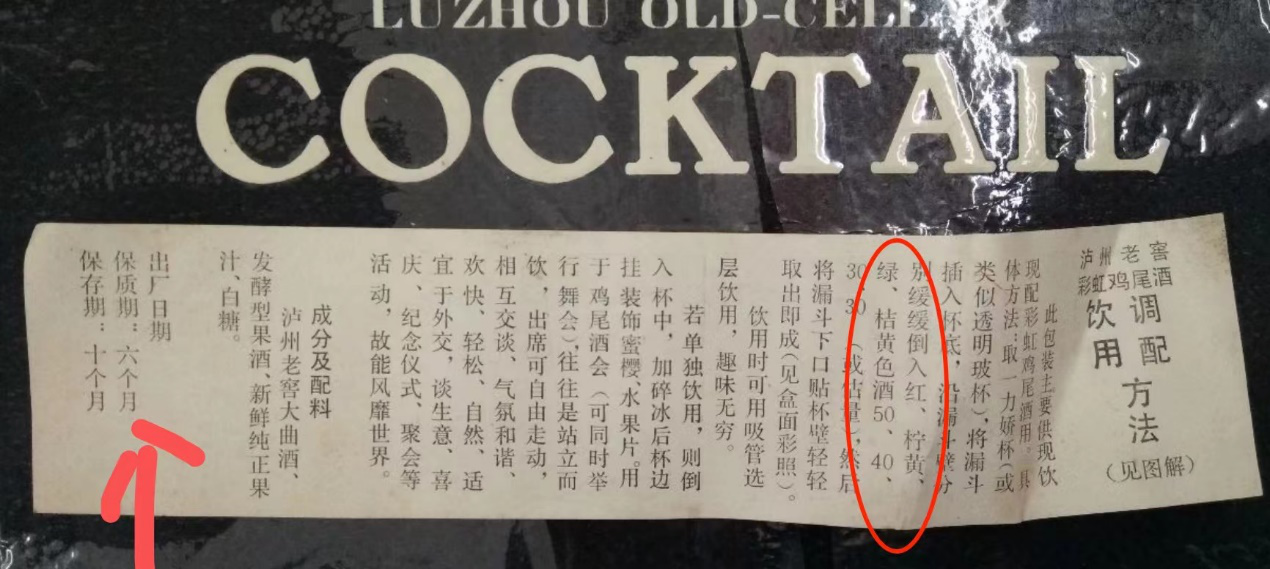 LUZHOU OLD-CELLAR
COCKTAIL
泸州老窖
彩虹鸡尾酒
调配
饮用
方法
(见图解)
此包装主要供现饮
现配彩虹鸡尾酒用。具
体方法:取一力娇杯(或
类似透明玻杯),将漏斗
插入杯底,沿漏斗壁分
别缓缓倒入红、柠黄、
绿、桔黄色酒50、40、
30、30(或估量),然后
将漏斗下口贴杯壁轻轻
取出即成(见盒面彩照)。
饮用时可用吸管选
层饮用,趣味无穷。
若单独饮用,则倒
入杯中,加碎冰后杯边
挂装饰蜜樱、水果片。用
于鸡尾酒会(可同时举
行舞会),往往是站立而
饮,出席可自由走动,
相互交谈、气氛和谐、
欢快、轻松、自然、适
宜于外交,谈生意、喜
庆、纪念仪式、聚会等
活动,故能风靡世界。
成分及配料
泸州老窖大曲酒、
发酵型果酒、新鲜纯正果
汁、白糖。
出厂日期
保质期:六个月
保存期:十个月